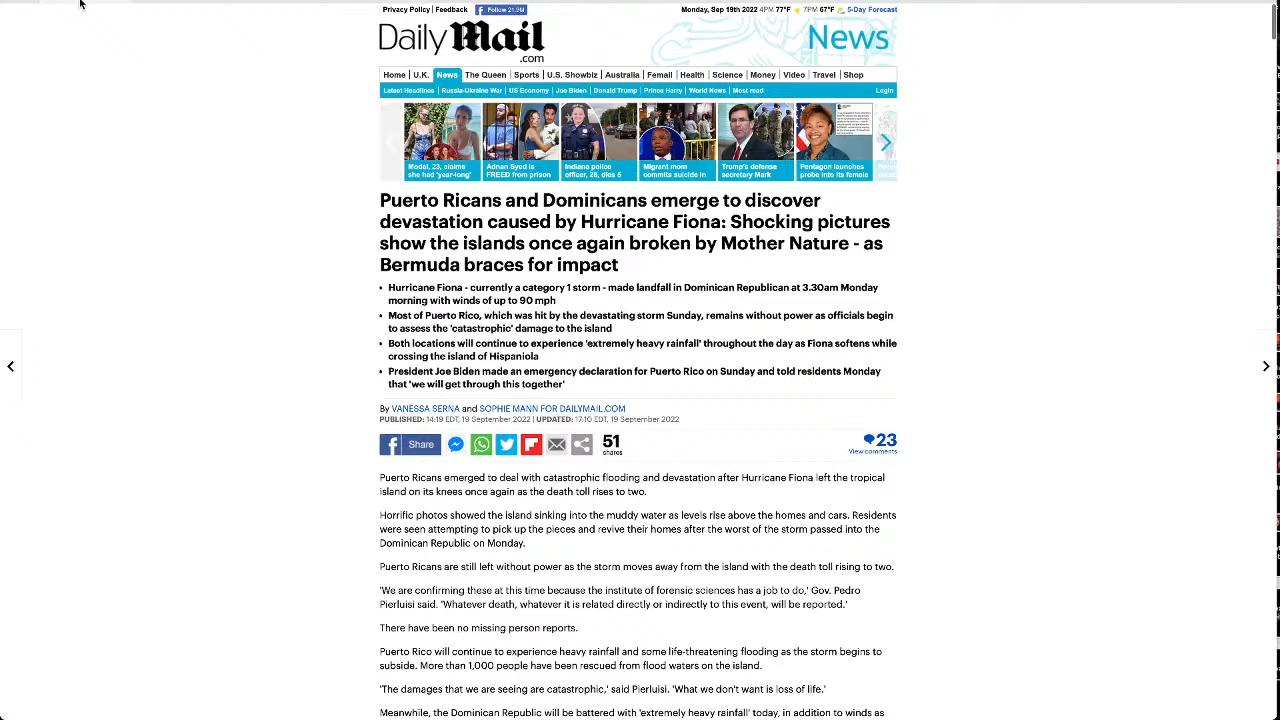 Privacy Policy | Feedback
Follow 21.9M
Monday, Sep 19th 2022 4PM 77°F 7PM 67°F 5-Day Forecast
Daily Mail
.com
News
Home | U.K. | News | The Queen | Sports | U.S. Showbiz | Australia | Femail | Health | Science | Money | Video | Travel | Shop
Latest Headlines | Russia-Ukraine War | US Economy | Joe Biden | Donald Trump | Prince Harry | World News | Most read
Login
Model, 23, claims
she had 'year-long'
Adnan Syed is
FREED from prison
Indiana police
officer, 28, dies 5
Migrant mom
commits suicide in
Trump's defense
secretary Mark
Pentagon launches
probe into its female
Puerto Ricans and Dominicans emerge to discover
devastation caused by Hurricane Fiona: Shocking pictures
show the islands once again broken by Mother Nature - as
Bermuda braces for impact
• Hurricane Fiona - currently a category 1 storm - made landfall in Dominican Republican at 3.30am Monday
morning with winds of up to 90 mph
• Most of Puerto Rico, which was hit by the devastating storm Sunday, remains without power as officials begin
to assess the 'catastrophic' damage to the island
• Both locations will continue to experience 'extremely heavy rainfall' throughout the day as Fiona softens while
crossing the island of Hispaniola
• President Joe Biden made an emergency declaration for Puerto Rico on Sunday and told residents Monday
that 'we will get through this together'
By VANESSA SERNA and SOPHIE MANN FOR DAILYMAIL.COM
PUBLISHED: 14:19 EDT, 19 September 2022 | UPDATED: 17:10 EDT, 19 September 2022
Share
51
shares
23
View comments
Puerto Ricans emerged to deal with catastrophic flooding and devastation after Hurricane Fiona left the tropical
island on its knees once again as the death toll rises to two.
Horrific photos showed the island sinking into the muddy water as levels rise above the homes and cars. Residents
were seen attempting to pick up the pieces and revive their homes after the worst of the storm passed into the
Dominican Republic on Monday.
Puerto Ricans are still left without power as the storm moves away from the island with the death toll rising to two.
'We are confirming these at this time because the institute of forensic sciences has a job to do,' Gov. Pedro
Pierluisi said. 'Whatever death, whatever it is related directly or indirectly to this event, will be reported.'
There have been no missing person reports.
Puerto Rico will continue to experience heavy rainfall and some life-threatening flooding as the storm begins to
subside. More than 1,000 people have been rescued from flood waters on the island.
'The damages that we are seeing are catastrophic,' said Pierluisi. 'What we don't want is loss of life.'
Meanwhile, the Dominican Republic will be battered with 'extremely heavy rainfall' today, in addition to winds as